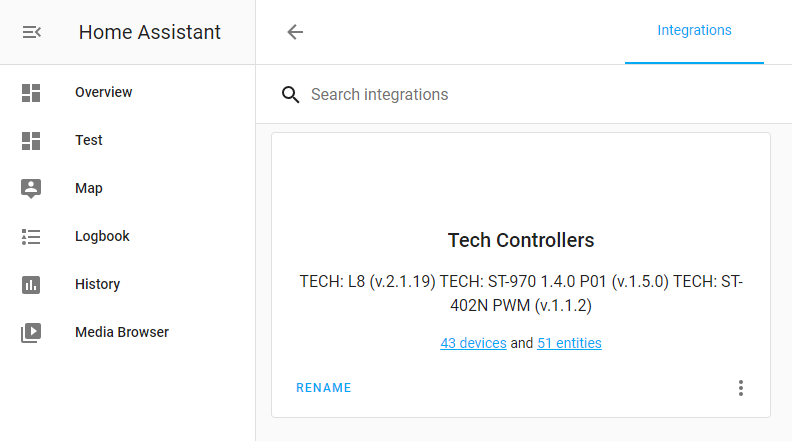 Home Assistant
Integrations
Search integrations
Overview
Test
Map
Logbook
History
Media Browser
Tech Controllers
TECH: L8 (v.2.1.19) TECH: ST-970 1.4.0 P01 (v.1.5.0) TECH: ST-
402N PWM (v.1.1.2)
43 devices and 51 entities
RENAME